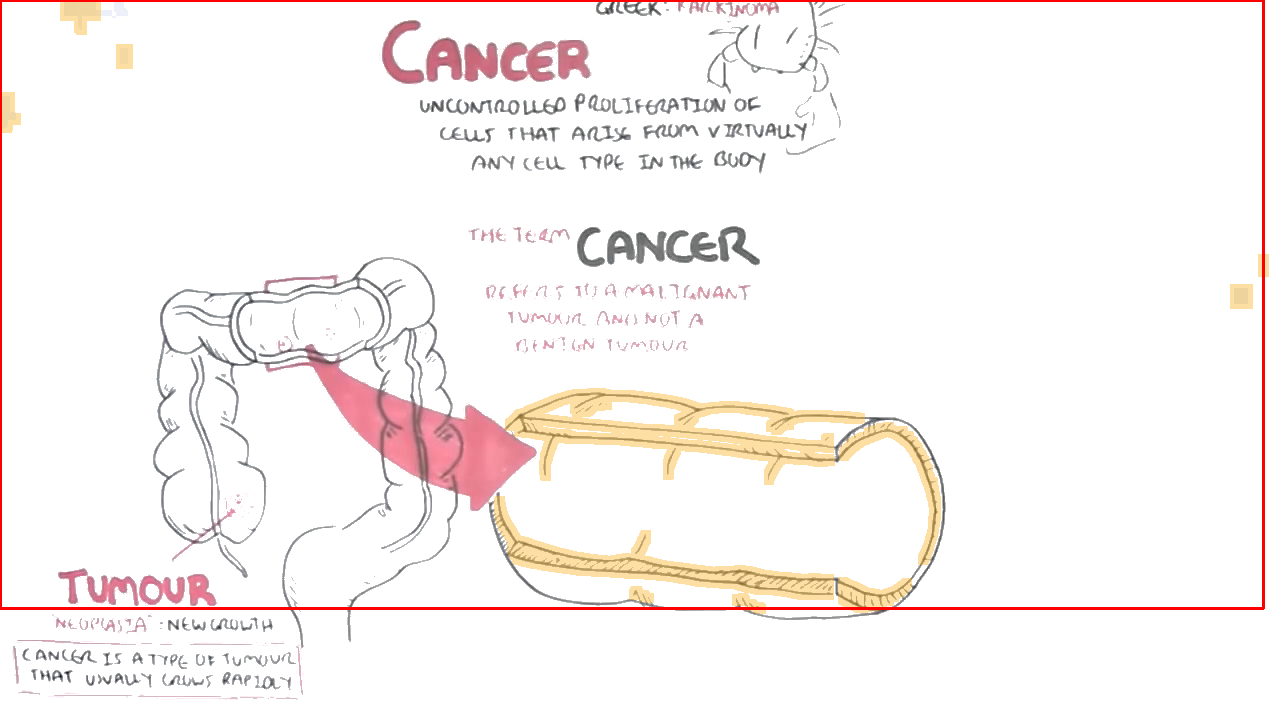 GREEK: KARKINOMA
CANCER
UNCONTROLLED PROLIFERATION OF
CELLS THAT ARISE FROM VIRTUALLY
ANY CELL TYPE IN THE BODY
THE TERM CANCER
REFERS TO A MALIGNANT
TUMOUR AND NOT A
BENIGN TUMOUR
TUMOUR
"NEOPLASIA": NEW GROWTH
CANCER IS A TYPE OF TUMOUR
THAT USUALLY GROWS RAPIDLY